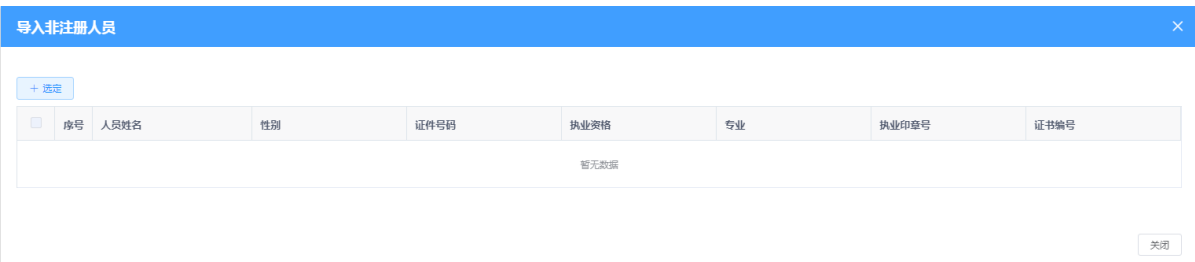 导入非注册人员
+ 选定
序号 人员姓名 性别 证件号码 执业资格 专业 执业印章号 证书编号
暂无数据
关闭